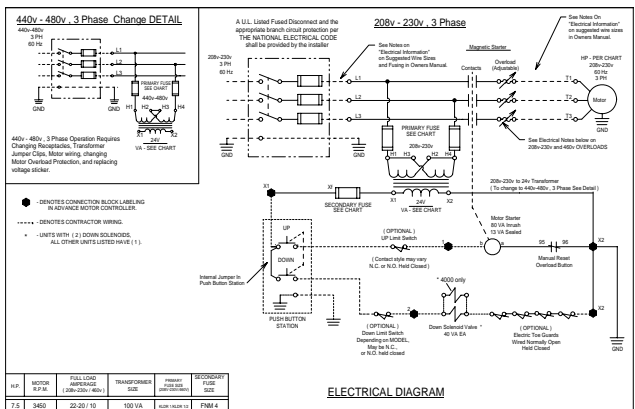 440v - 480v , 3 Phase Change DETAIL
440v-480v
3 PH
60 Hz
L1
L2
L3
PRIMARY FUSE
SEE CHART
440v-480v
GND
GND
H1
H3
H2
H4
X1
24V
X2
VA - SEE CHART
440v - 480v , 3 Phase Operation Requires
Changing Receptacles, Transformer
Jumper Clips, Motor wiring, changing
Motor Overload Protection, and replacing
voltage sticker.
- DENOTES CONNECTION BLOCK LABELING
IN ADVANCE MOTOR CONTROLLER.
- DENOTES CONTRACTOR WIRING.
* - UNITS WITH ( 2 ) DOWN SOLENOIDS,
ALL OTHER UNITS LISTED HAVE ( 1 ).
A U.L. Listed Fused Disconnect and the
appropriate branch circuit protection per
THE NATIONAL ELECTRICAL CODE
shall be provided by the installer
208v - 230v , 3 Phase
208v-230v
3 PH
60 Hz
See Notes on
"Electrical Information"
on Suggested Wire Sizes
and Fusing in Owners Manual.
Magnetic Starter
Contacts
Overload
(Adjustable)
See Notes On
"Electrical Information"
on suggested wire sizes
in Owners Manual.
HP - PER CHART
208v-230v
60 Hz
3 PH
L1
L2
L3
T1
T2
T3
Motor
GND
GND
GND
PRIMARY FUSE
SEE CHART
208v-230v
See Electrical Notes below on
208v-230v and 460v OVERLOADS
H1
H3
H2
H4
208v-230v to 24v Transformer
( To change to 440v-480v , 3 Phase See Detail )
X1
Xf
SECONDARY FUSE
SEE CHART
X1
24V
X2
VA - SEE CHART
Motor Starter
80 VA Inrush
13 VA Sealed
UP
DOWN
Internal Jumper In
Push Button Station
PUSH BUTTON
STATION
( OPTIONAL )
UP Limit Switch
( Contact style may vary
N.C. or N.O. Held Closed )
1
95
96
X2
Manual Reset
Overload Button
GND
* 4000 only
2
X2
( OPTIONAL )
Down Limit Switch
Depending on MODEL,
May be N.C.,
or N.O. held closed
Down Solenoid Valve *
40 VA EA
( OPTIONAL )
Electric Toe Guards
Wired Normally Open
Held Closed
H.P.
MOTOR
R.P.M.
FULL LOAD
AMPERAGE
( 208v-230v / 460v )
TRANSFORMER
SIZE
PRIMARY
FUSE SIZE
SECONDARY
FUSE
SIZE
7.5
3450
22-20 / 10
100 VA
FNM 4
ELECTRICAL DIAGRAM